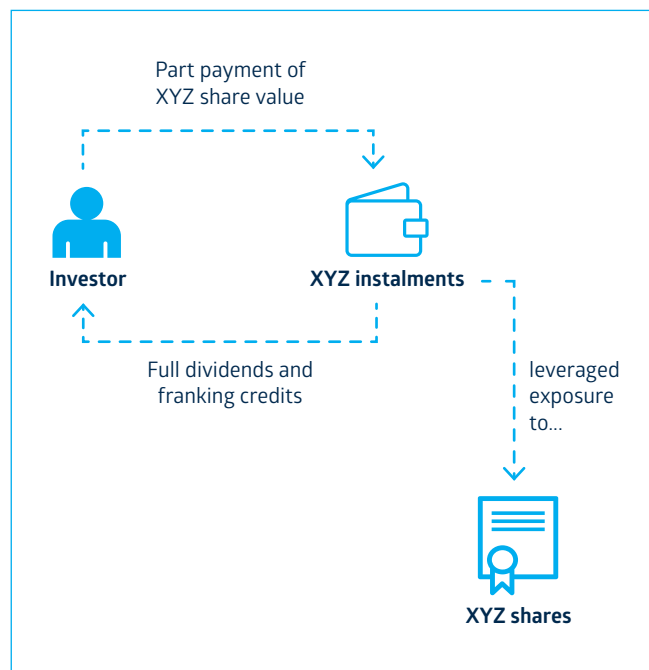 Part payment of
XYZ share value
Investor
XYZ instalments
Full dividends and
franking credits
leveraged
exposure
to...
XYZ shares